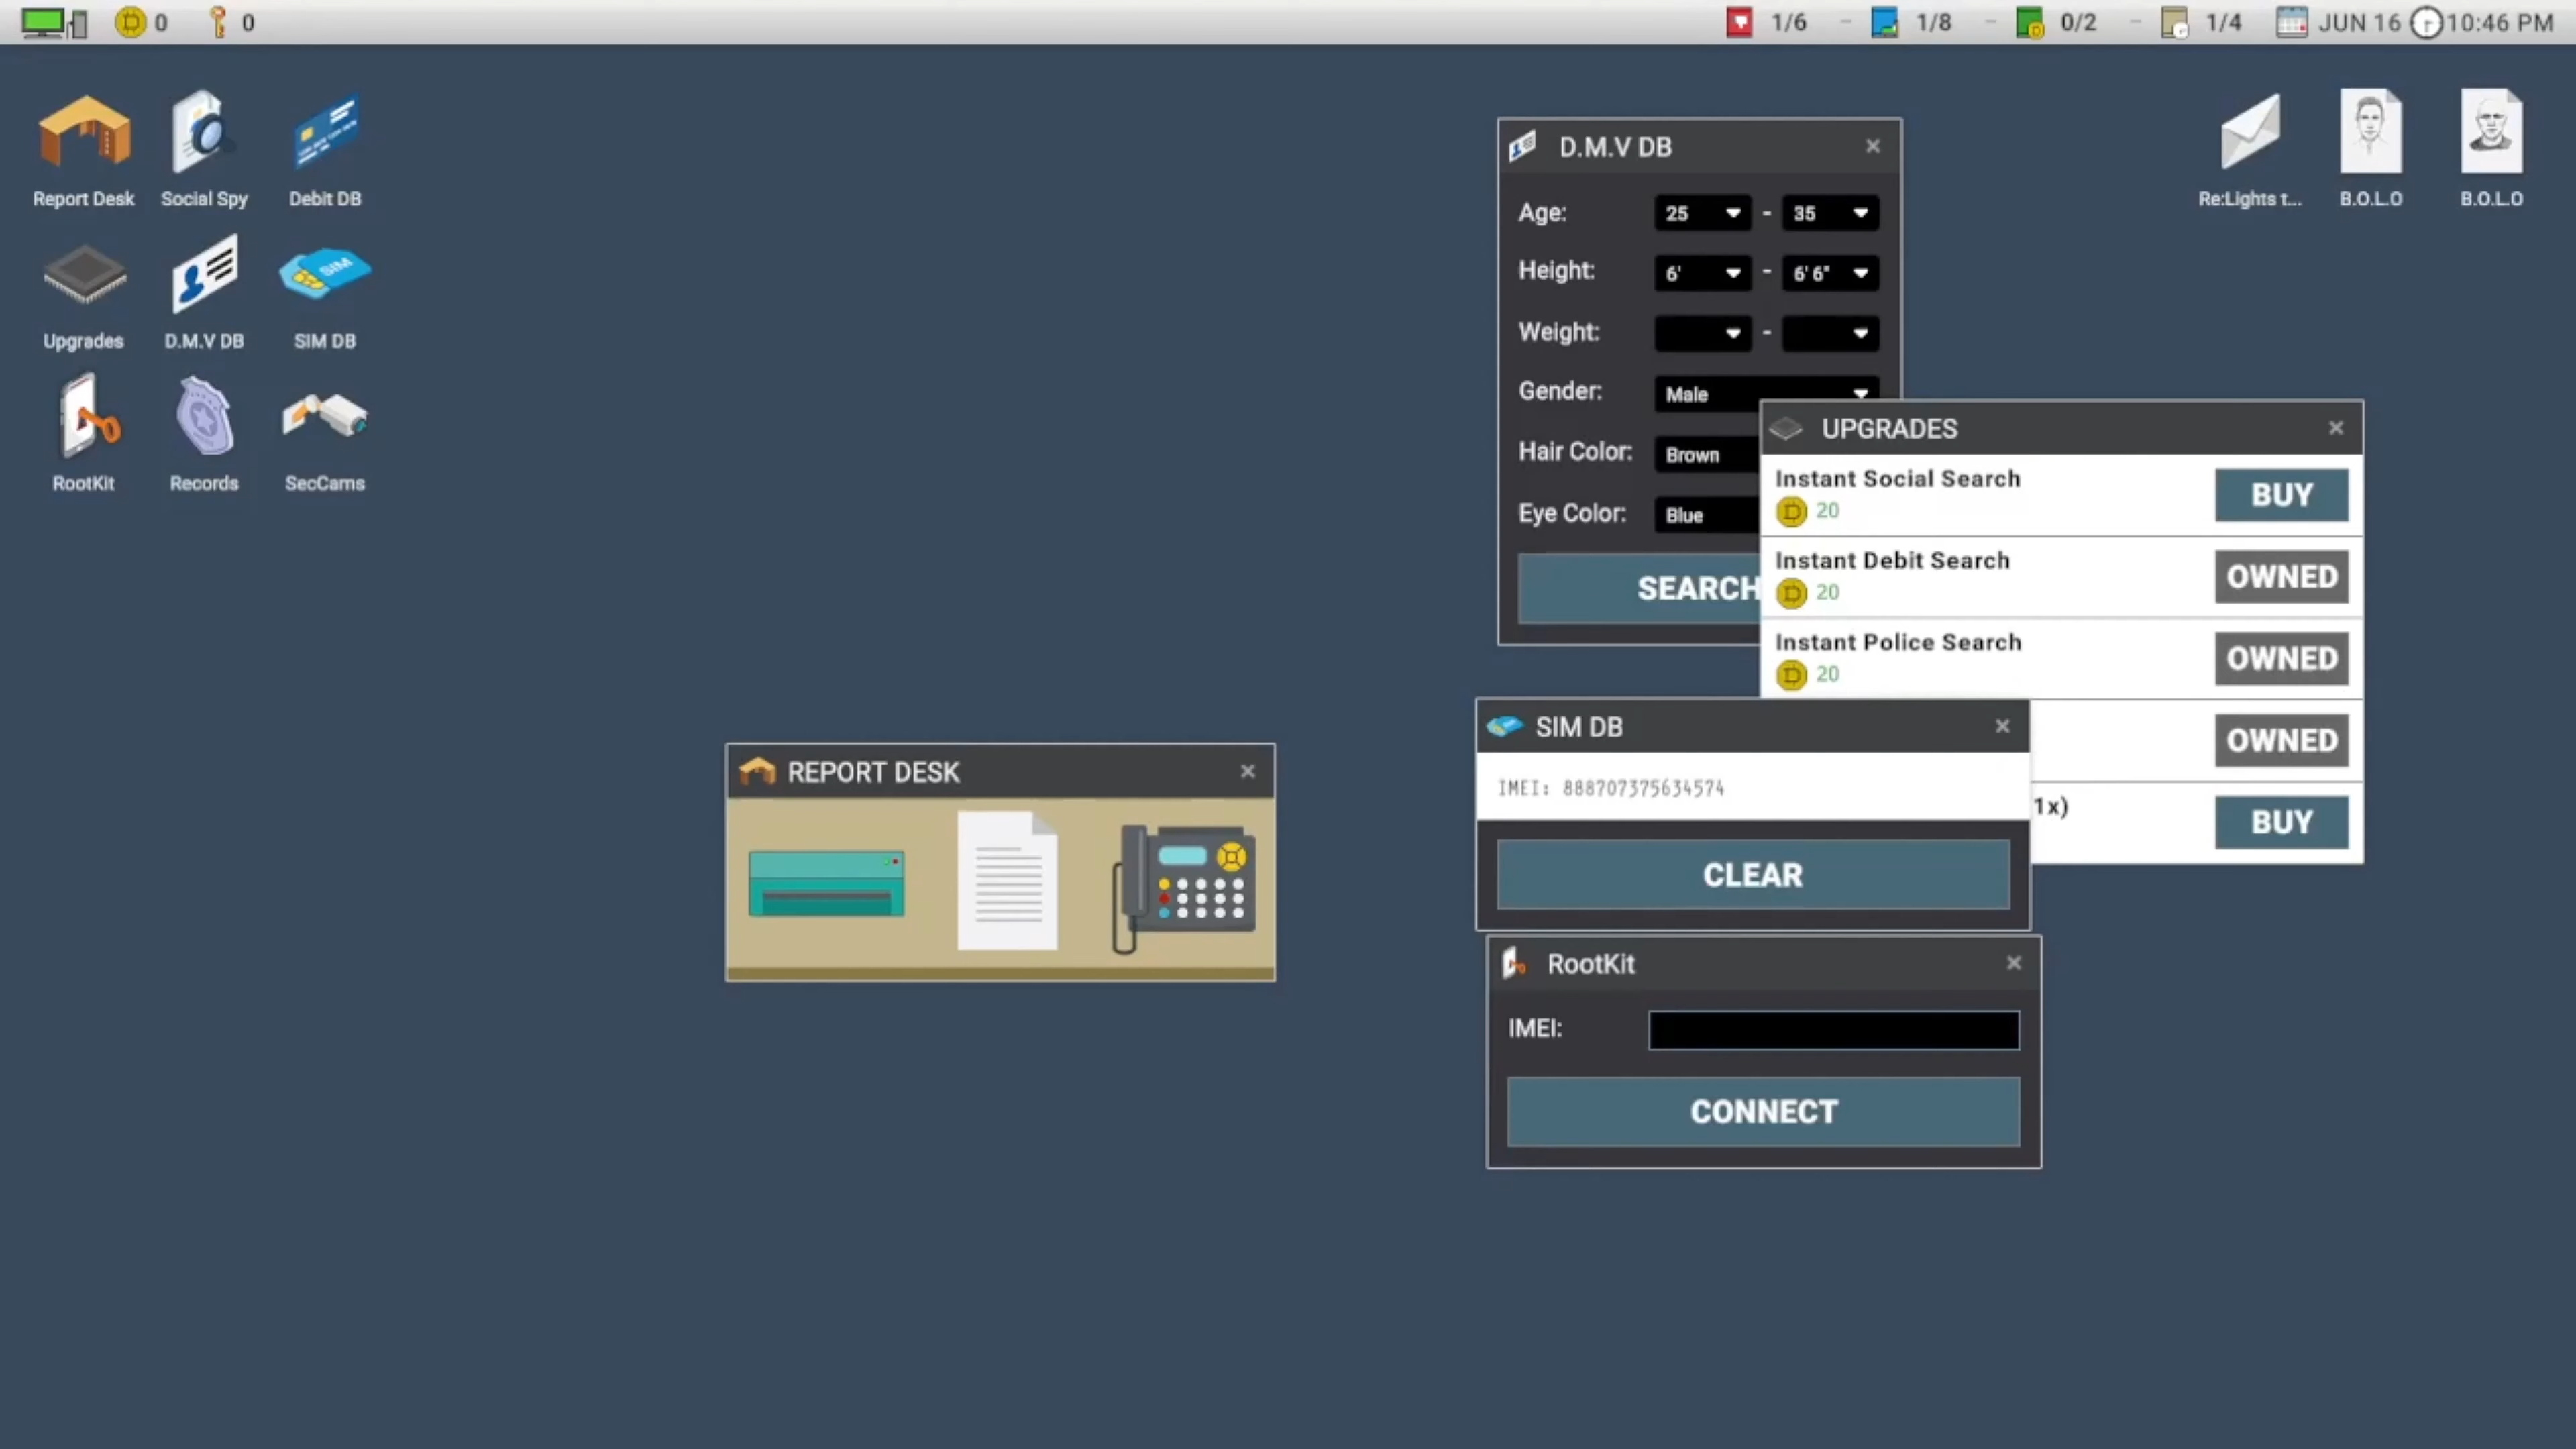 0 0 1/6 - 1/8 - 0/2 - 1/4 JUN 16 10:46 PM
Report Desk Social Spy Debit DB
Re:Lights t... B.O.L.O B.O.L.O
Upgrades D.M.V DB SIM DB
RootKit Records SecCams
D.M.V DB
Age: 25 - 35
Height: 6' - 6' 6"
Weight: -
Gender: Male
Hair Color: Brown
Eye Color: Blue
SEARCH
UPGRADES
Instant Social Search
20
BUY
Instant Debit Search
20
OWNED
Instant Police Search
20
OWNED
OWNED
1x)
BUY
SIM DB
IMEI: 888707375634574
CLEAR
REPORT DESK
RootKit
IMEI:
CONNECT